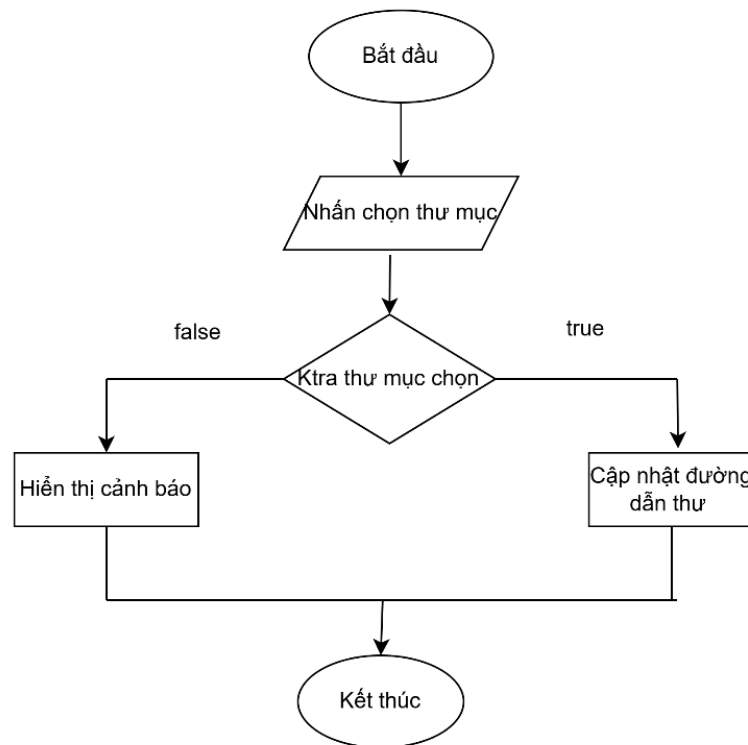 Bắt đầu
Nhấn chọn thư mục
false
true
Ktra thư mục chọn
Hiển thị cảnh báo
Cập nhật đường
dẫn thư
Kết thúc